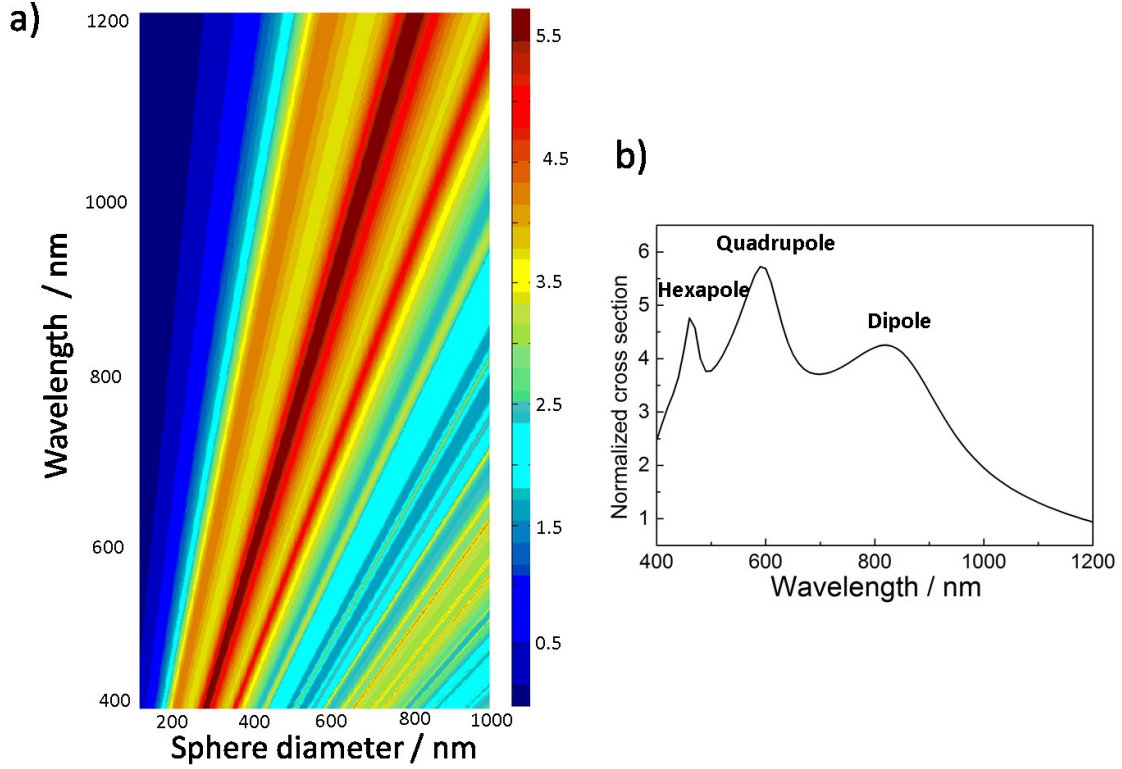 a)
1200
1000
800
600
400
Wavelength / nm
200 400 600 800 1000
Sphere diameter / nm
5.5
4.5
3.5
2.5
1.5
0.5
b)
Quadrupole
Hexapole
Dipole
6
5
4
3
2
1
Normalized cross section
400 600 800 1000 1200
Wavelength / nm